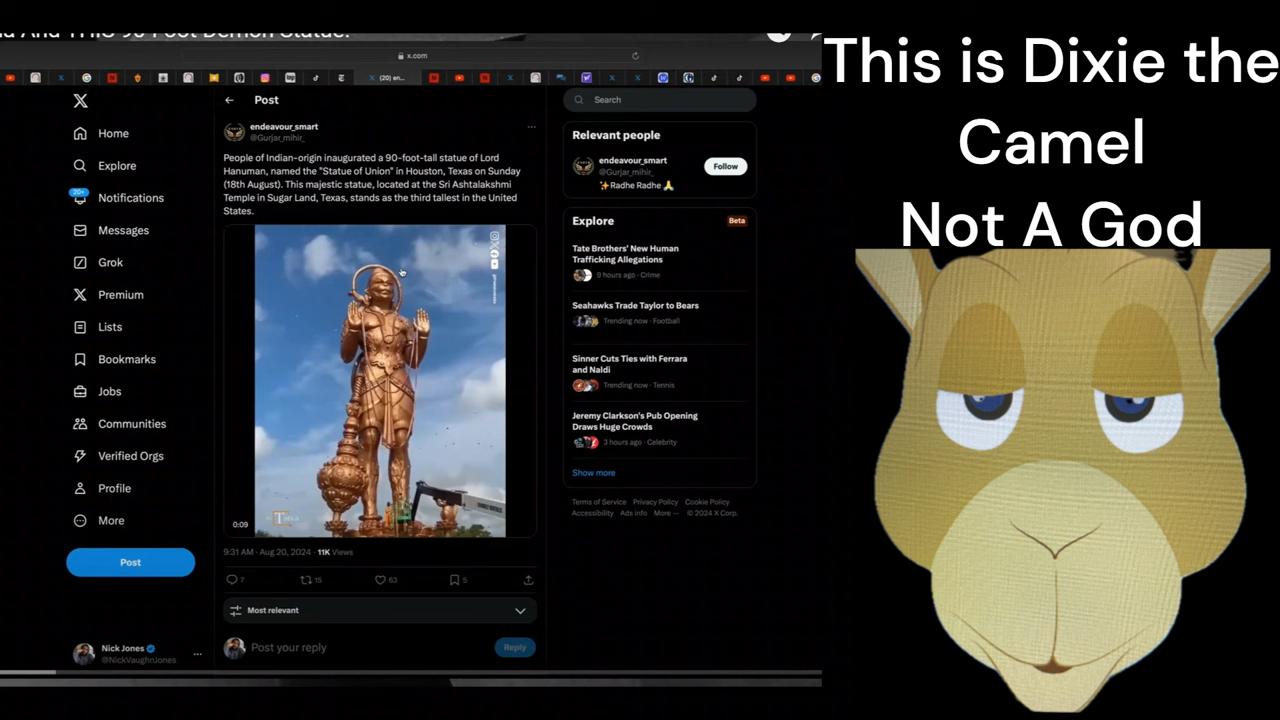 x.com
(20) en...
Post
Search
Home
Explore
20+
Notifications
Messages
Grok
Premium
Lists
Bookmarks
Jobs
Communities
Verified Orgs
Profile
More
Post
Nick Jones
@NickVaughnJones
endeavour_smart
@Gurjar_mihir_
People of Indian-origin inaugurated a 90-foot-tall statue of Lord
Hanuman, named the "Statue of Union" in Houston, Texas on Sunday
(18th August). This majestic statue, located at the Sri Ashtalakshmi
Temple in Sugar Land, Texas, stands as the third tallest in the United
States.
0:09
9:31 AM · Aug 20, 2024 · 11K Views
7
15
63
5
Most relevant
Post your reply
Reply
Relevant people
endeavour_smart
@Gurjar_mihir_
Follow
✨Radhe Radhe 🙏
Explore
Beta
Tate Brothers' New Human
Trafficking Allegations
9 hours ago · Crime
Seahawks Trade Taylor to Bears
Trending now · Football
Sinner Cuts Ties with Ferrara
and Naldi
Trending now · Tennis
Jeremy Clarkson's Pub Opening
Draws Huge Crowds
3 hours ago · Celebrity
Show more
Terms of Service Privacy Policy Cookie Policy
Accessibility Ads info More ··· © 2024 X Corp.
This is Dixie the
Camel
Not A God